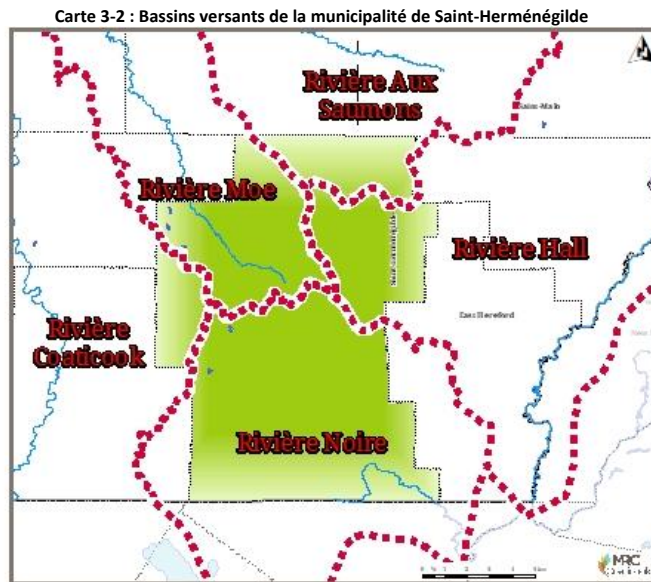 Carte 3-2 : Bassins versants de la municipalité de Saint-Herménégilde
Rivière Aux
Saumons
Rivière Moe
Rivière Hall
East Hereford
Rivière
Coaticook
Rivière Noire
MRC